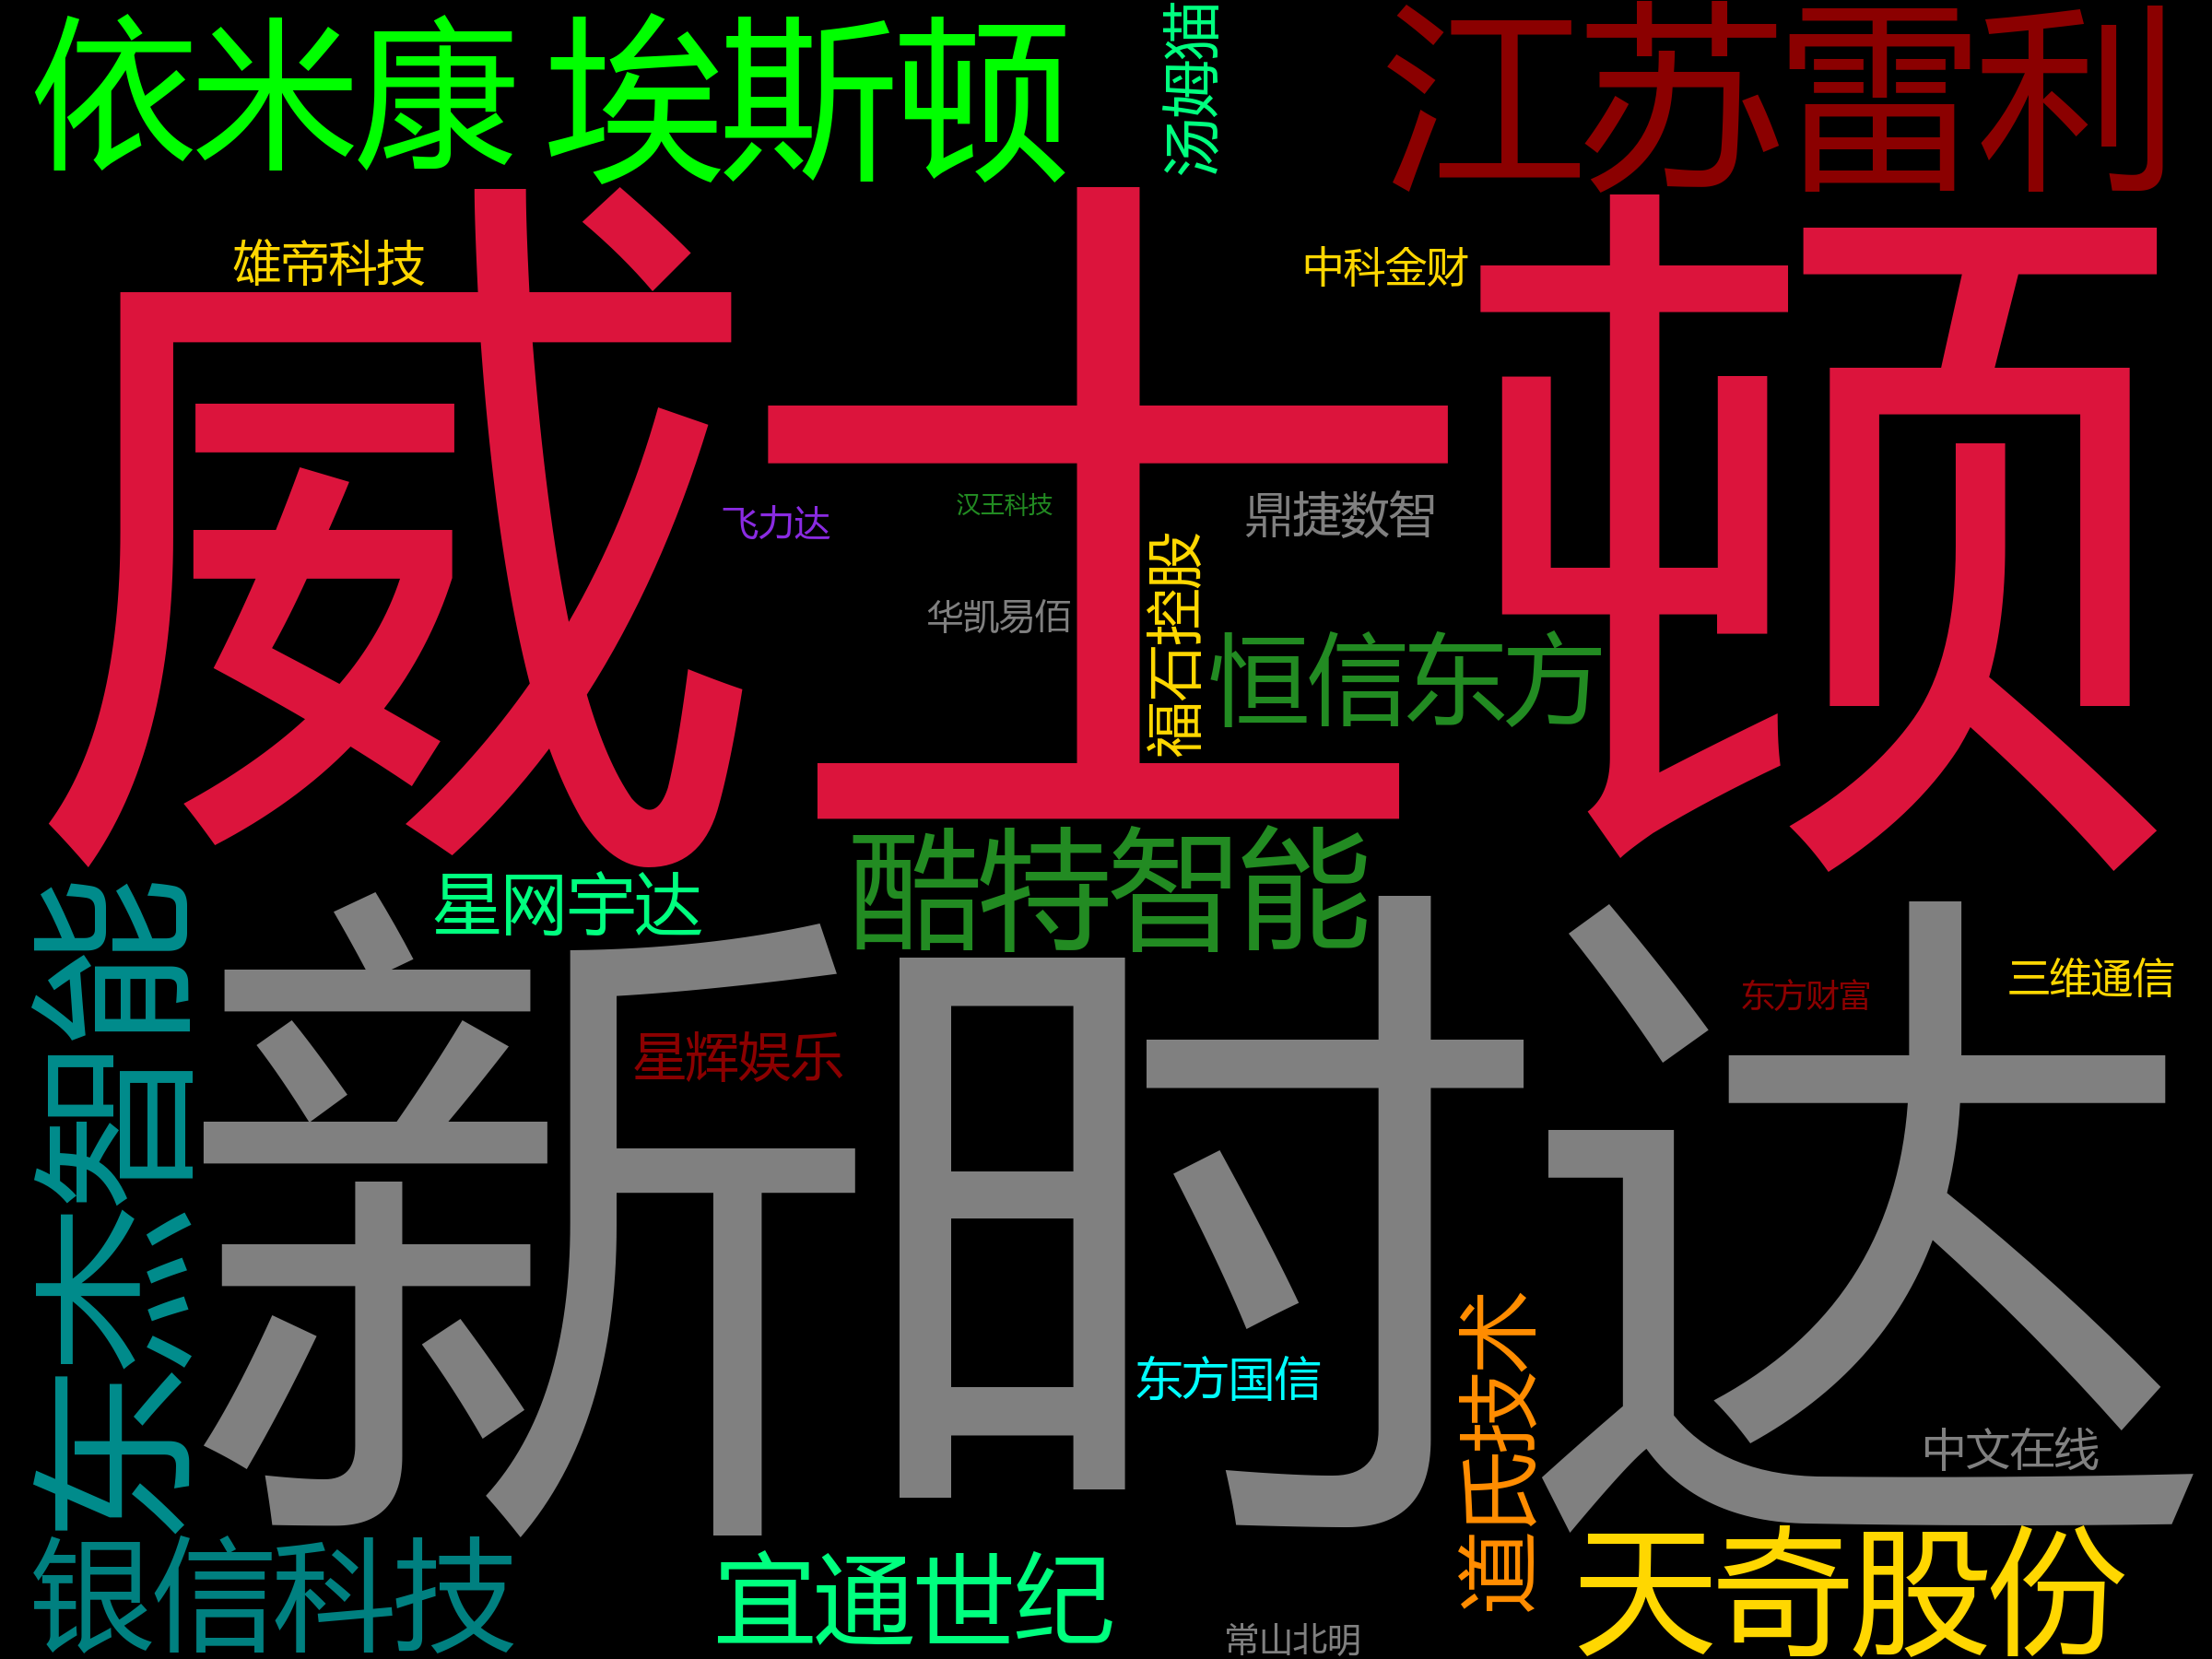 依米康
埃斯顿
汤姆猫
江苏雷利
雄帝科技
中科金财
威士顿
飞力达
汉王科技
鼎捷数智
华凯易佰
福石控股
恒信东方
酷特智能
星网宇达
东杰智能
新时达
星辉娱乐
东方财富
三维通信
东方国信
道氏技术
中文在线
银信科技
宜通世纪
常山北明
天奇股份